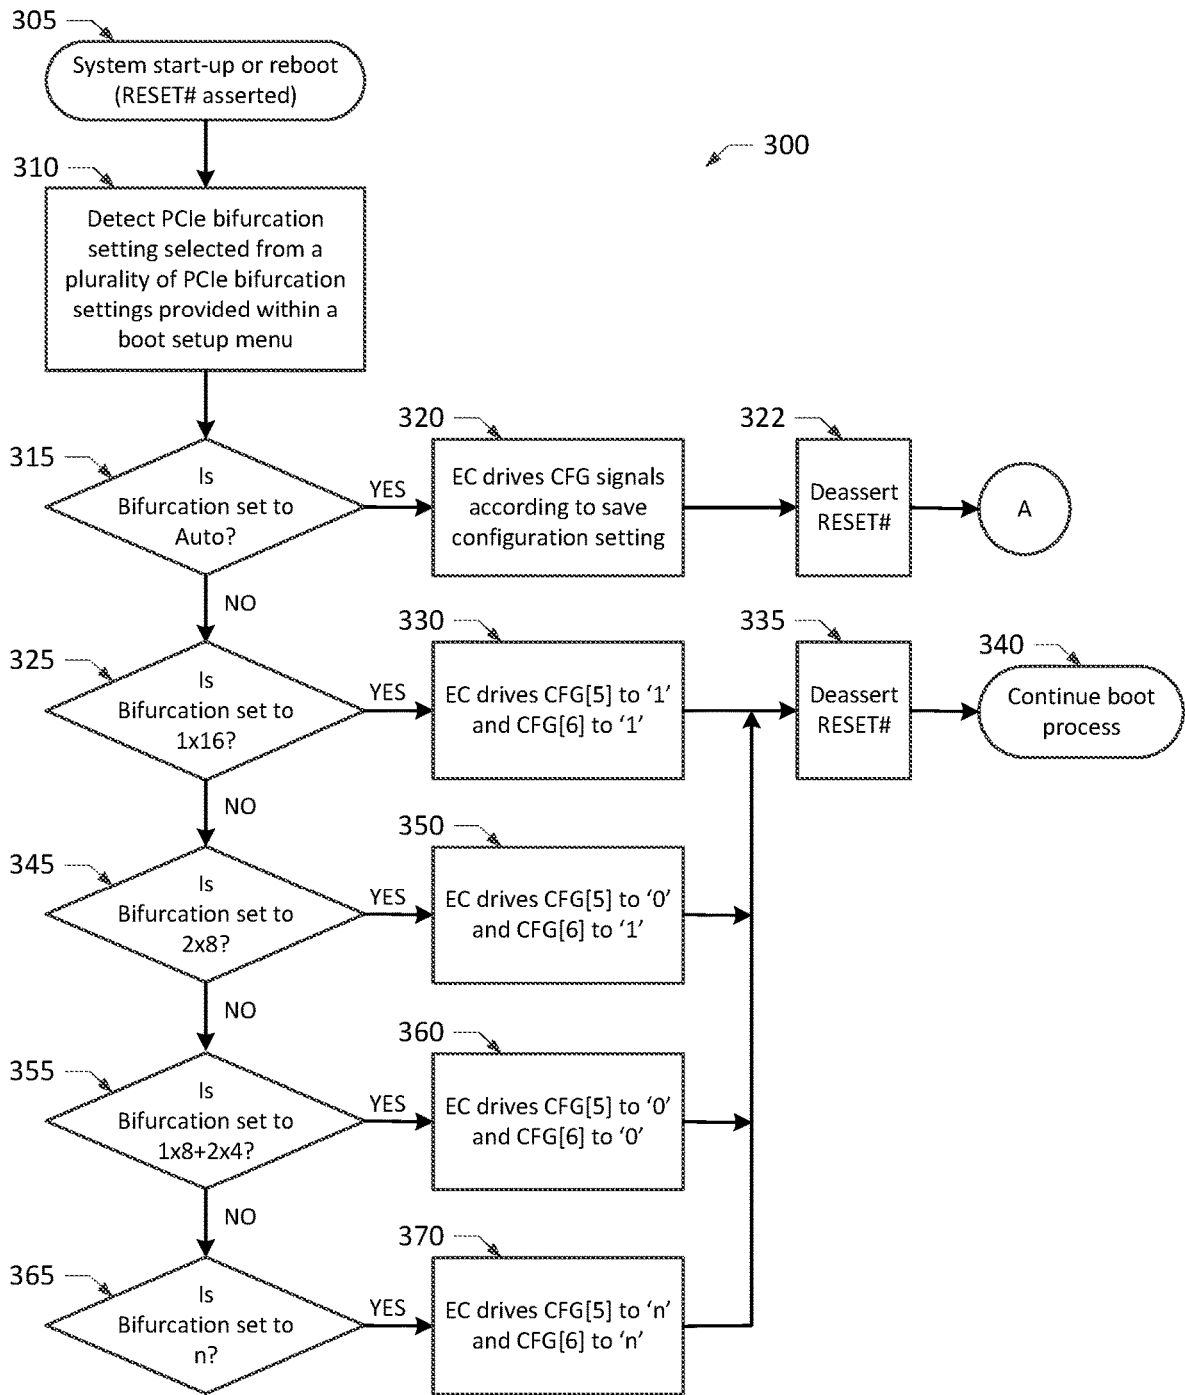 305
System start-up or reboot
(RESET# asserted)
300
310
Detect PCIe bifurcation
setting selected from a
plurality of PCIe bifurcation
settings provided within a
boot setup menu
315
Is
Bifurcation set to
Auto?
YES
NO
320
EC drives CFG signals
according to save
configuration setting
322
Deassert
RESET#
A
325
Is
Bifurcation set to
1x16?
YES
NO
330
EC drives CFG[5] to ‘1’
and CFG[6] to ‘1’
335
Deassert
RESET#
340
Continue boot
process
345
Is
Bifurcation set to
2x8?
YES
NO
350
EC drives CFG[5] to ‘0’
and CFG[6] to ‘1’
355
Is
Bifurcation set to
1x8+2x4?
YES
NO
360
EC drives CFG[5] to ‘0’
and CFG[6] to ‘0’
365
Is
Bifurcation set to
n?
YES
370
EC drives CFG[5] to ‘n’
and CFG[6] to ‘n’